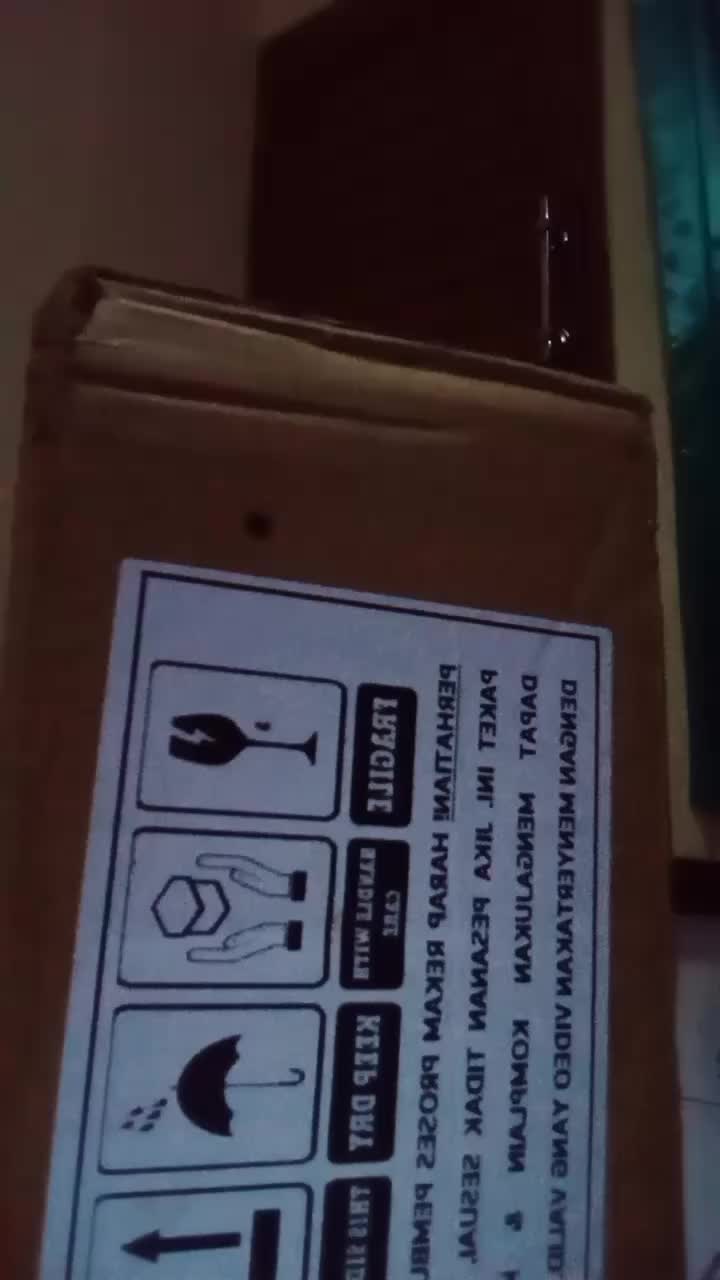 FRAGILE
HANDLE WITH
CARE
KEEP DRY
THIS SID
PERHATIAN! HARAP REKAM PROSES PEMBU
PAKET INI. JIKA PESANAN TIDAK SESUAI,
DAPAT MENGAJUKAN KOMPLAIN &
DENGAN MENYERTAKAN VIDEO YANG VALID